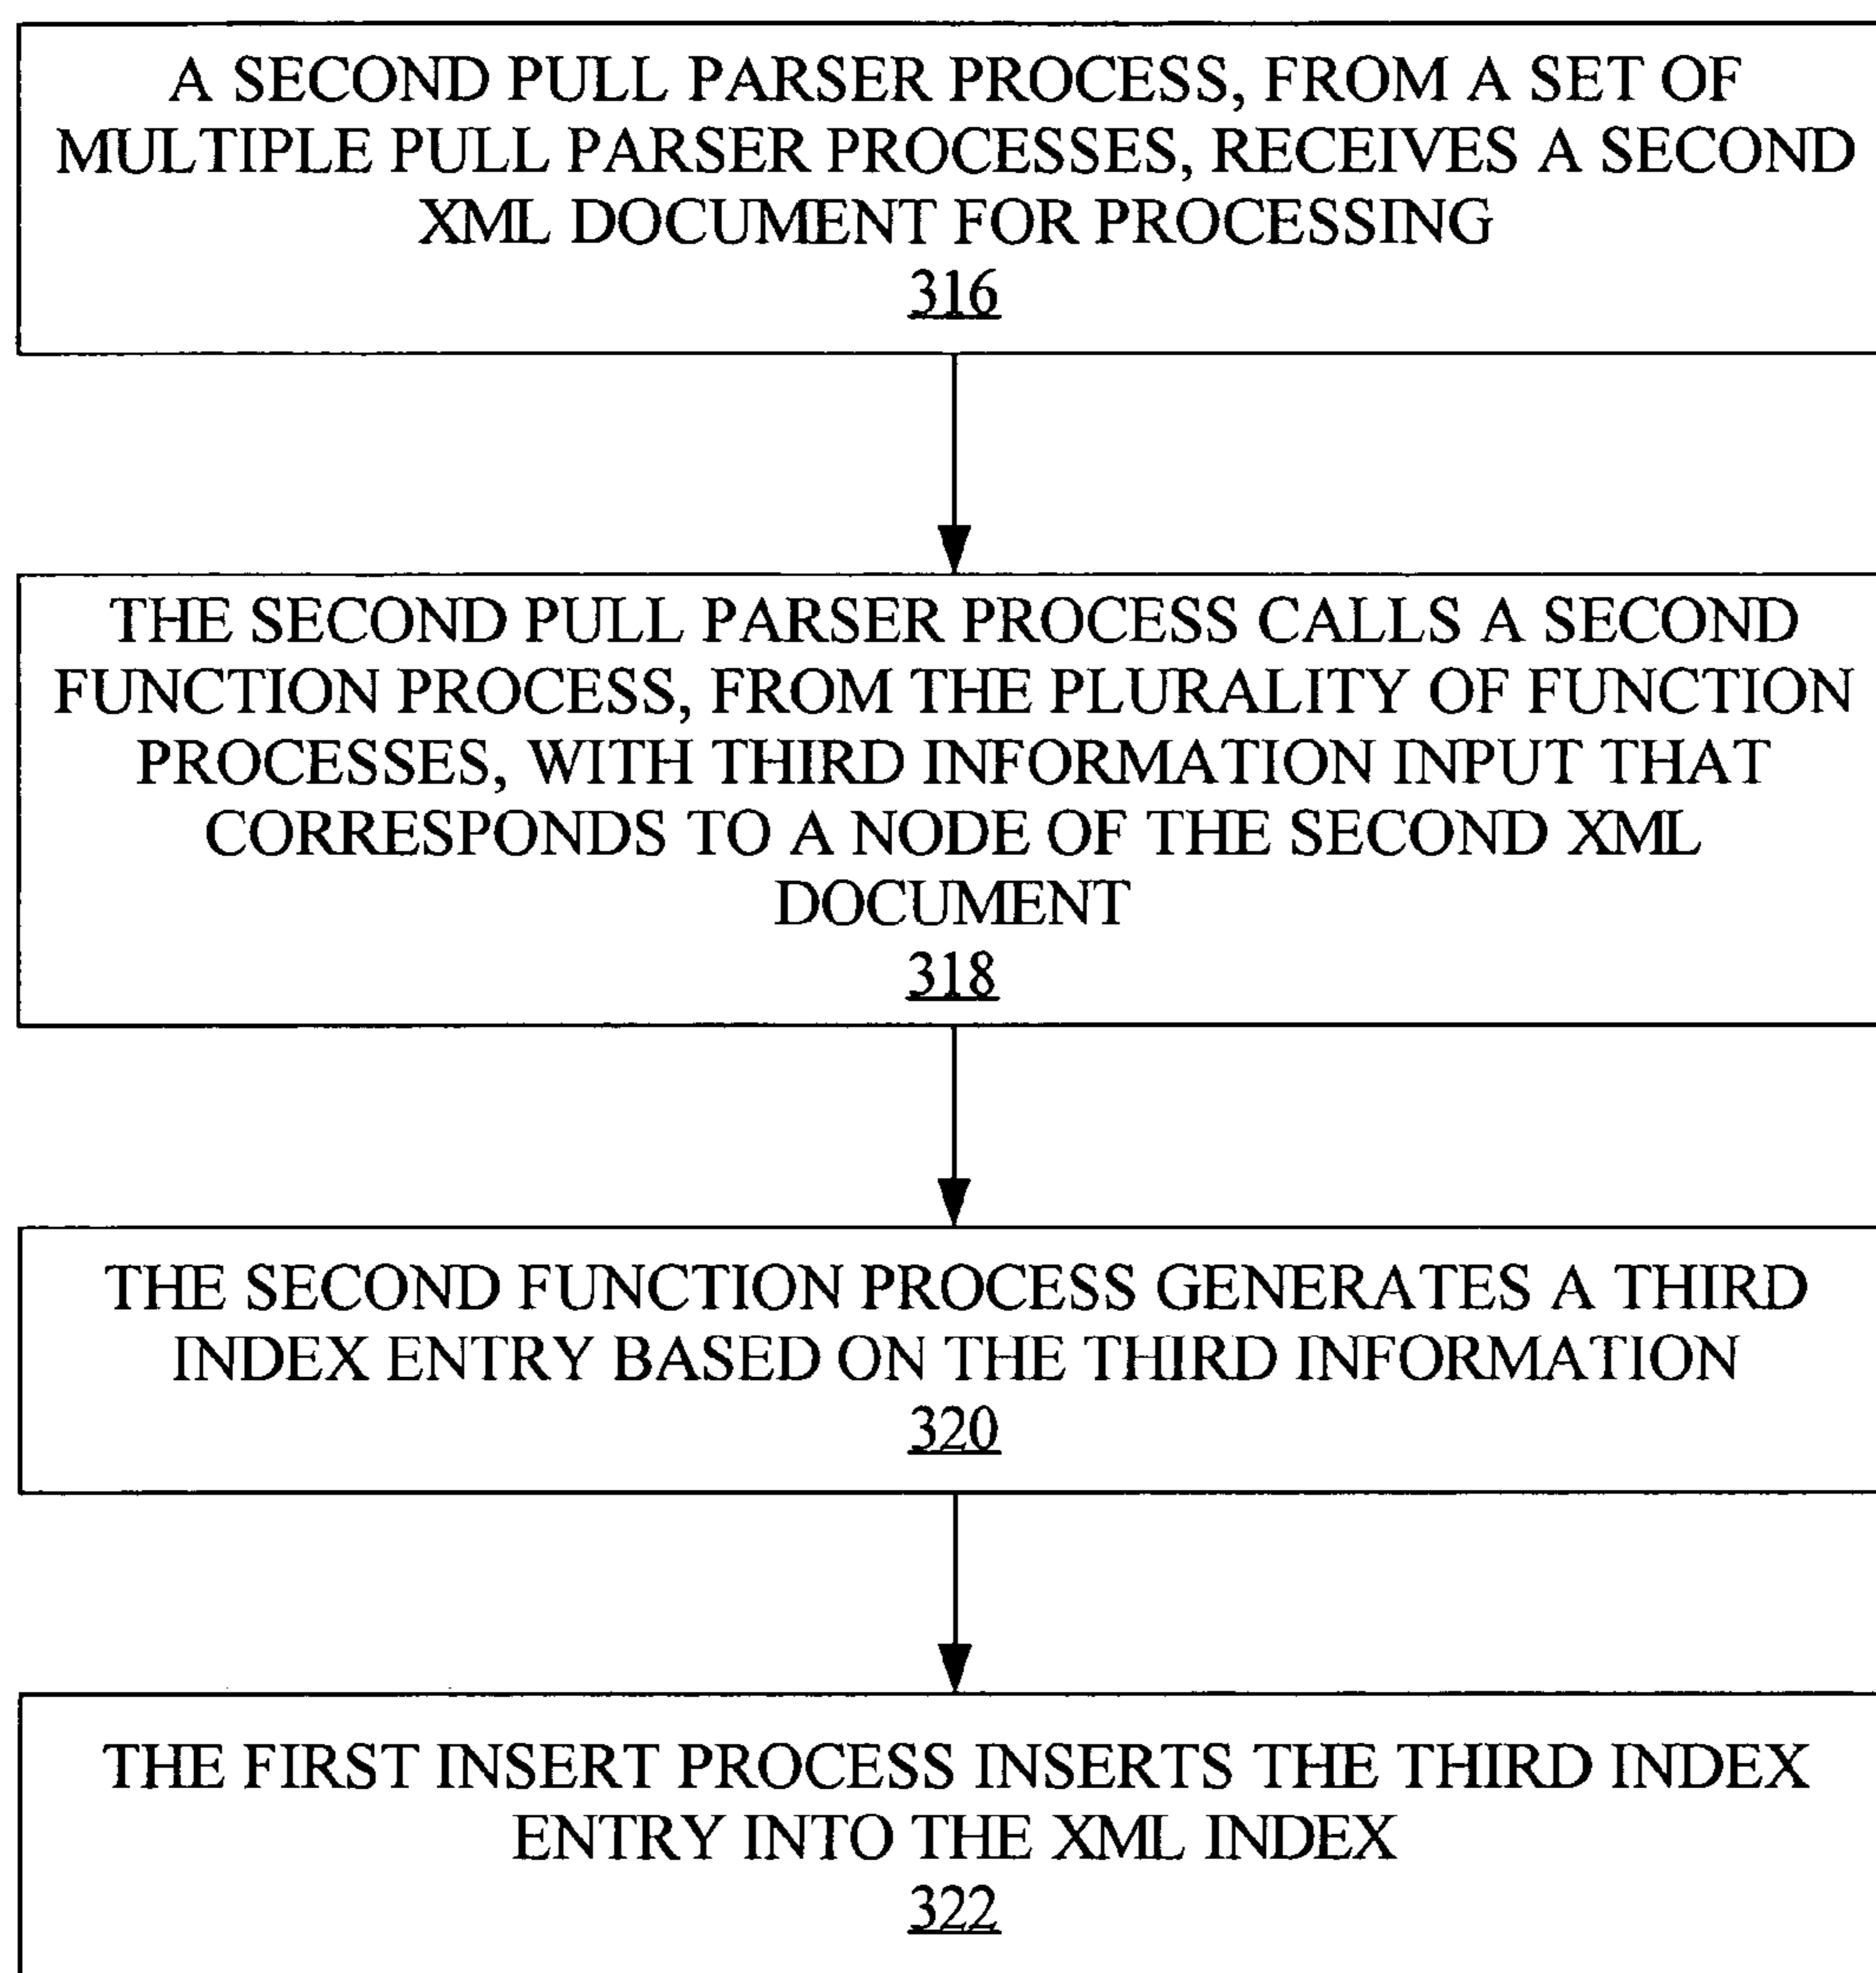 A SECOND PULL PARSER PROCESS, FROM A SET OF
MULTIPLE PULL PARSER PROCESSES, RECEIVES A SECOND
XML DOCUMENT FOR PROCESSING
316
THE SECOND PULL PARSER PROCESS CALLS A SECOND
FUNCTION PROCESS, FROM THE PLURALITY OF FUNCTION
PROCESSES, WITH THIRD INFORMATION INPUT THAT
CORRESPONDS TO A NODE OF THE SECOND XML
DOCUMENT
318
THE SECOND FUNCTION PROCESS GENERATES A THIRD
INDEX ENTRY BASED ON THE THIRD INFORMATION
320
THE FIRST INSERT PROCESS INSERTS THE THIRD INDEX
ENTRY INTO THE XML INDEX
322